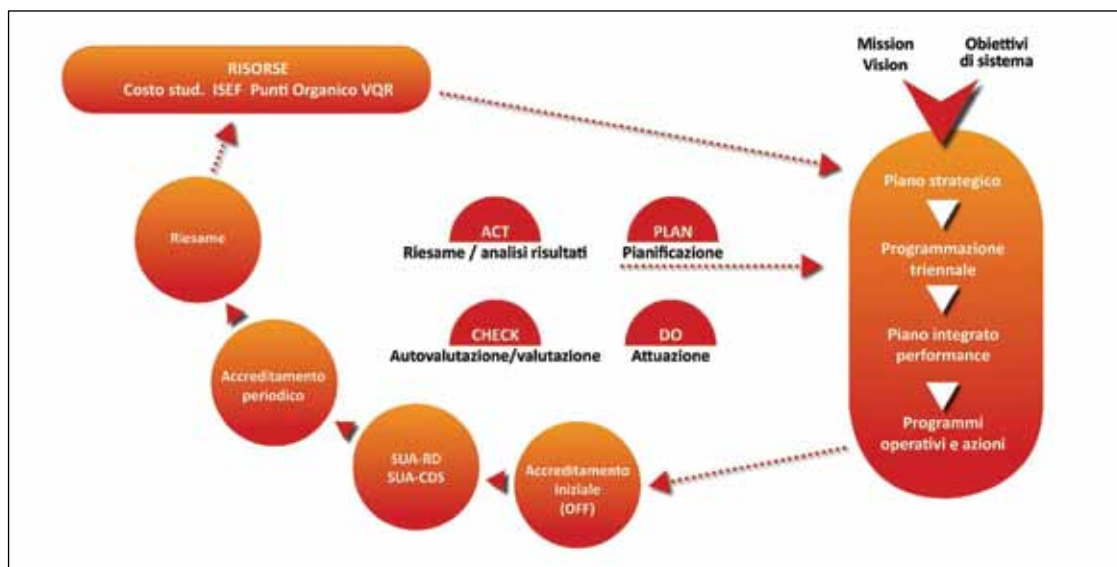 RISORSE
Costo stud. ISEF Punti Organico VQR
Mission
Vision
Obiettivi
di sistema
Piano strategico
Programmazione
triennale
Piano integrato
performance
Programmi
operativi e azioni
ACT
Riesame / analisi risultati
PLAN
Pianificazione
CHECK
Autovalutazione/valutazione
DO
Attuazione
Riesame
Accreditamento
periodico
SUA-RD
SUA-CDS
Accreditamento
iniziale
(OFF)